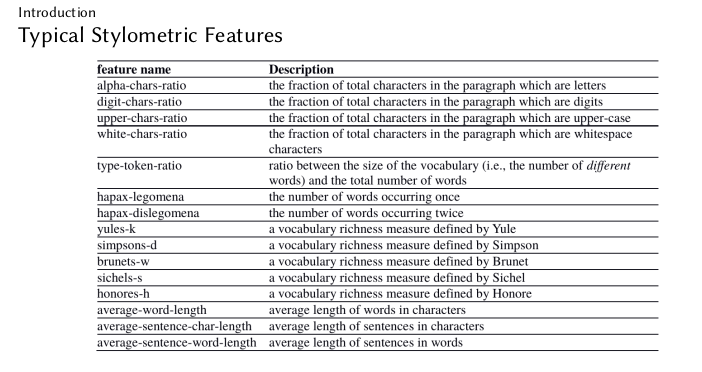 Introduction
Typical Stylometric Features
feature name Description
alpha-chars-ratio the fraction of total characters in the paragraph which are letters
digit-chars-ratio the fraction of total characters in the paragraph which are digits
upper-chars-ratio the fraction of total characters in the paragraph which are upper-case
white-chars-ratio the fraction of total characters in the paragraph which are whitespace
characters
type-token-ratio ratio between the size of the vocabulary (i.e., the number of different
words) and the total number of words
hapax-legomena the number of words occurring once
hapax-dislegomena the number of words occurring twice
yules-k a vocabulary richness measure defined by Yule
simpsons-d a vocabulary richness measure defined by Simpson
brunets-w a vocabulary richness measure defined by Brunet
sichels-s a vocabulary richness measure defined by Sichel
honores-h a vocabulary richness measure defined by Honore
average-word-length average length of words in characters
average-sentence-char-length average length of sentences in characters
average-sentence-word-length average length of sentences in words